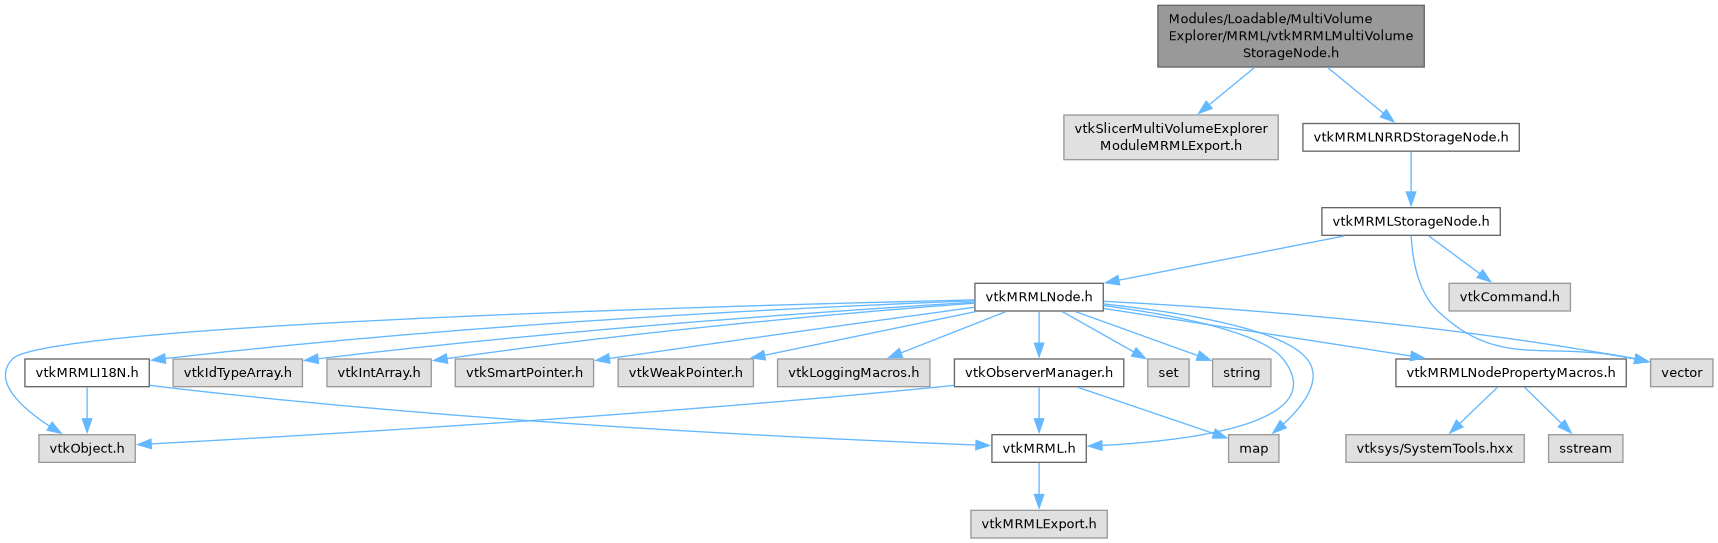 Modules/Loadable/MultiVolume
Explorer/MRML/vtkMRMLMultiVolume
StorageNode.h
vtkSlicerMultiVolumeExplorer
ModuleMRMLExport.h
vtkMRMLNRRDStorageNode.h
vtkMRMLStorageNode.h
vtkMRMLNode.h
vtkCommand.h
vtkMRMLI18N.h
vtkIdTypeArray.h
vtkIntArray.h
vtkSmartPointer.h
vtkWeakPointer.h
vtkLoggingMacros.h
vtkObserverManager.h
set
string
vtkMRMLNodePropertyMacros.h
vector
vtkObject.h
vtkMRML.h
map
vtksys/SystemTools.hxx
sstream
vtkMRMLExport.h